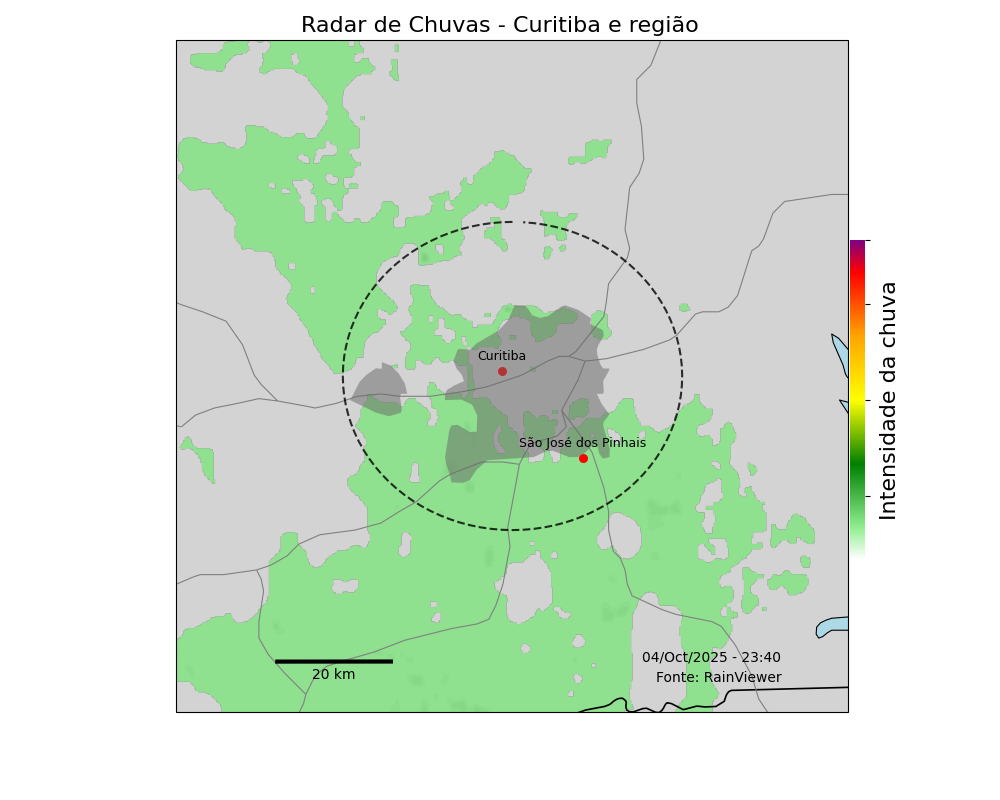 Radar de Chuvas - Curitiba e região
Curitiba
São José dos Pinhais
Intensidade da chuva
04/Oct/2025 - 23:40
Fonte: RainViewer
20 km